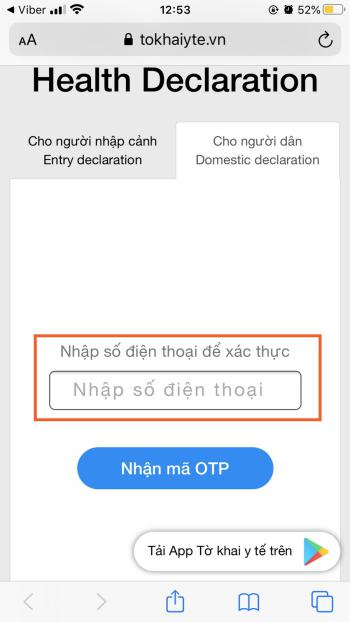 Viber
12:53
52%
AA
tokhaiyte.vn
Health Declaration
Cho người nhập cảnh
Entry declaration
Cho người dân
Domestic declaration
Nhập số điện thoại để xác thực
Nhập số điện thoại
Nhận mã OTP
Tải App Tờ khai y tế trên